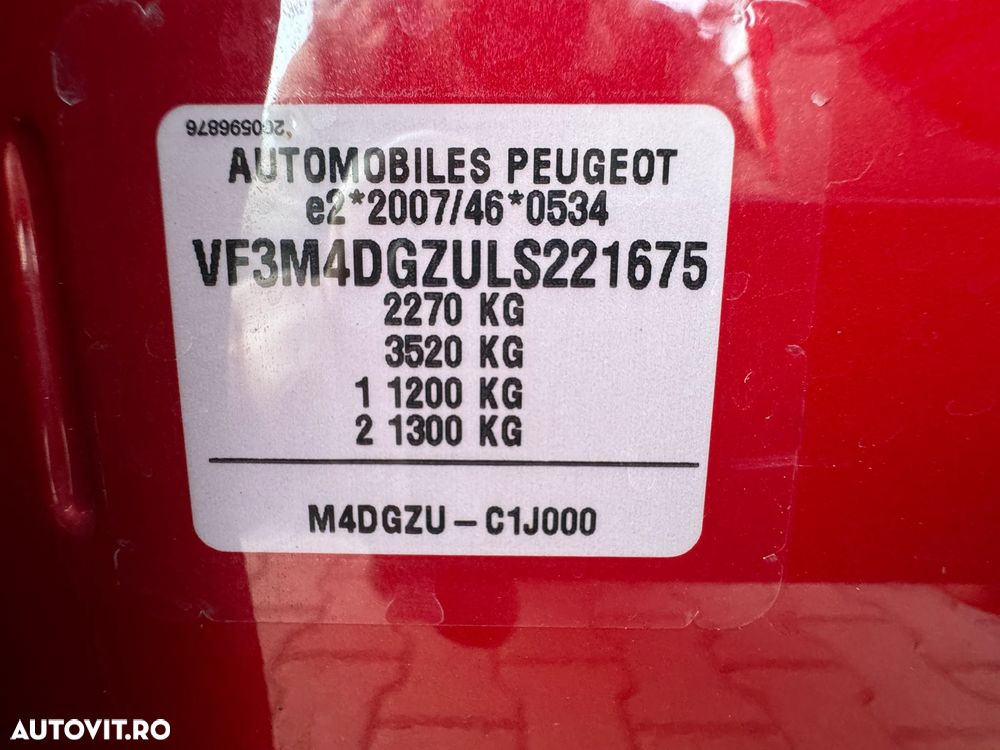 260596876
AUTOMOBILES PEUGEOT
e2*2007/46*0534
VF3M4DGZULS221675
2270 KG
3520 KG
1 1200 KG
2 1300 KG
M4DGZU – C1J000
AUTOVIT.RO